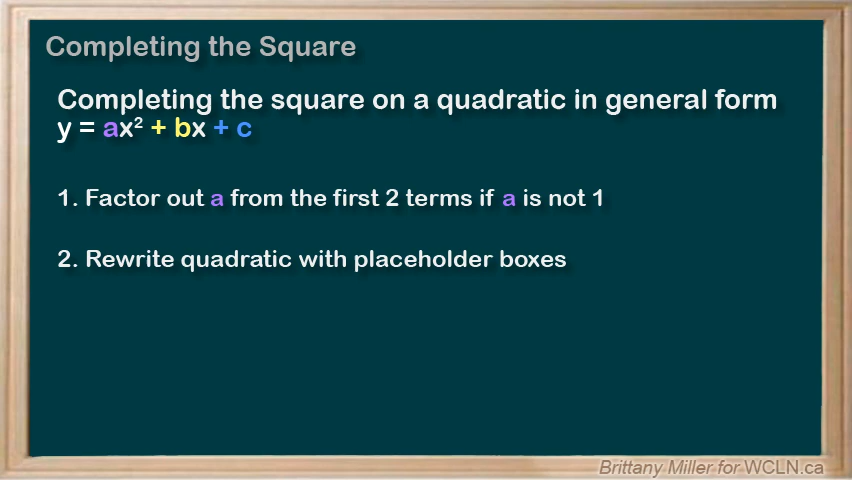 Completing the Square
Completing the square on a quadratic in general form
y = ax² + bx + c
1. Factor out a from the first 2 terms if a is not 1
2. Rewrite quadratic with placeholder boxes
Brittany Miller for WCLN.ca